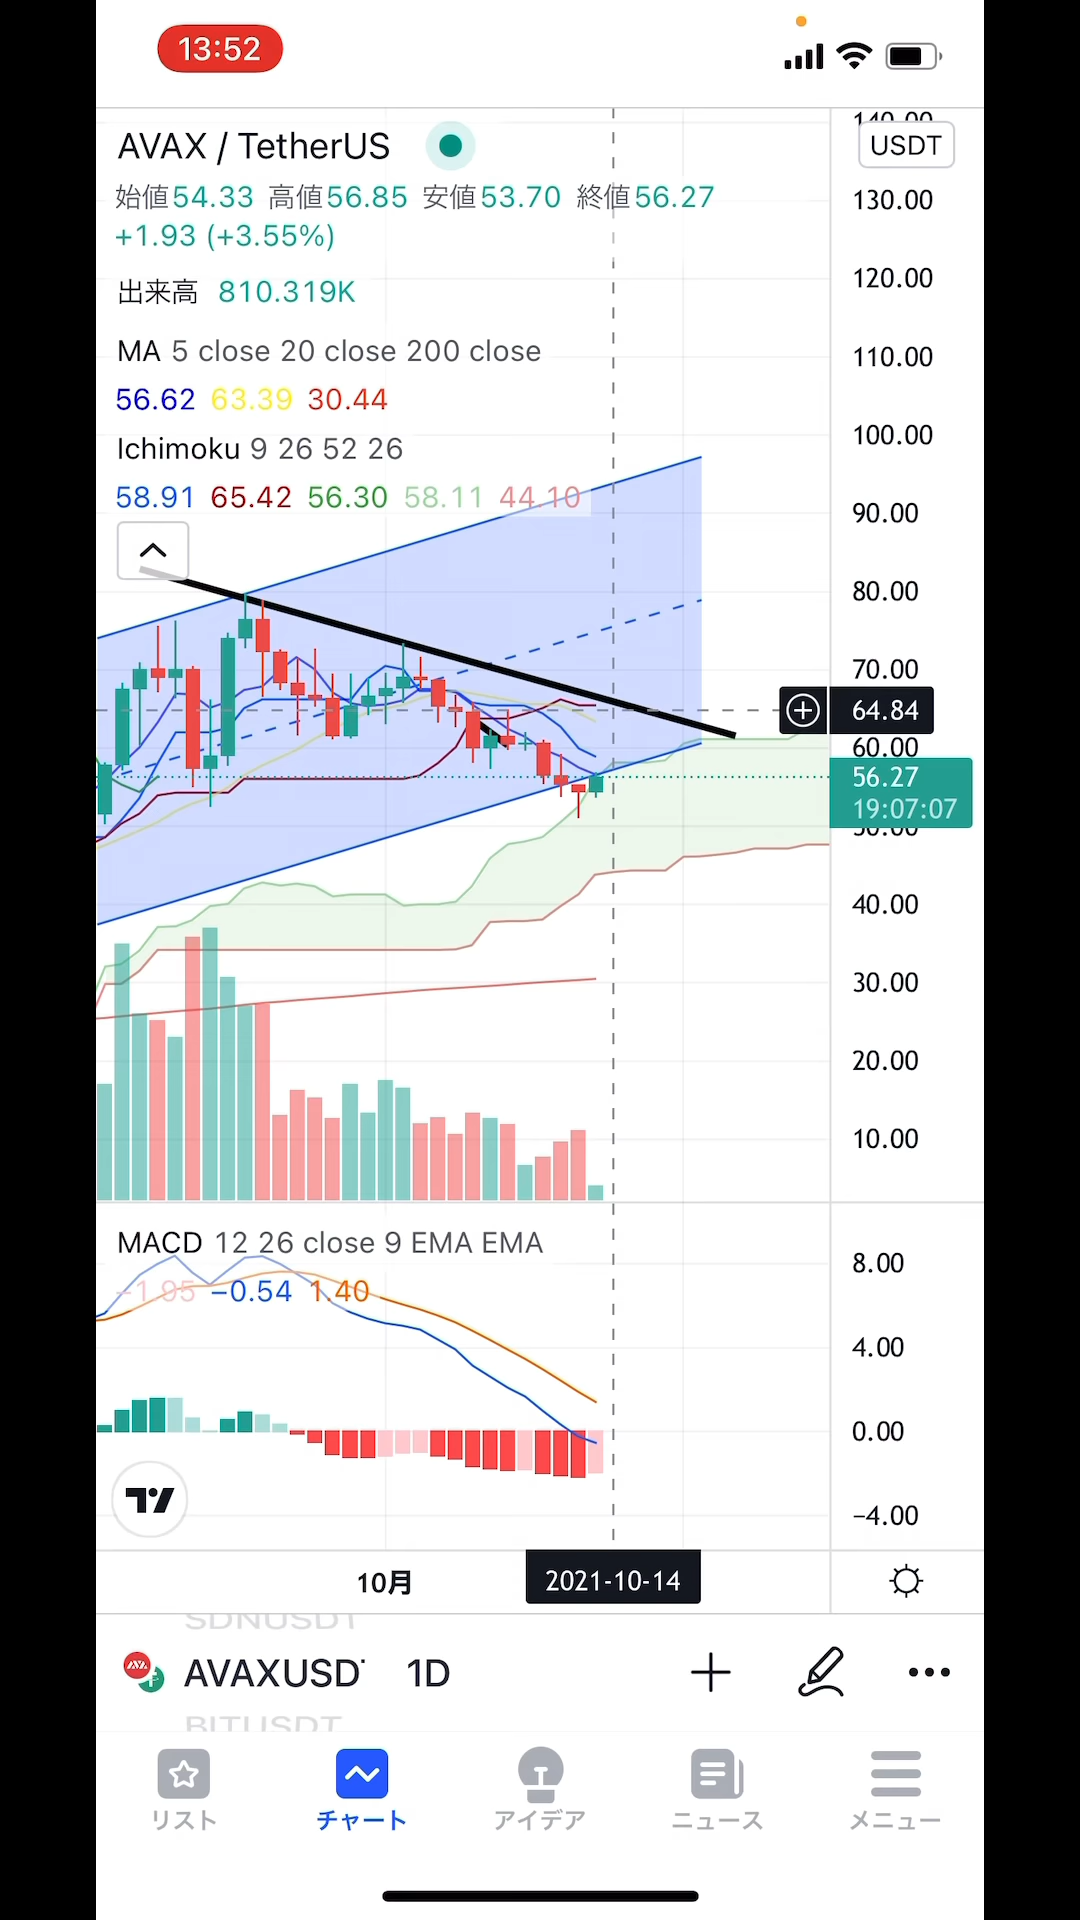 13:52
AVAX / TetherUS
USDT
始値54.33 高値56.85 安値53.70 終値56.27
+1.93 (+3.55%)
出来高 810.319K
MA 5 close 20 close 200 close
56.62 63.39 30.44
Ichimoku 9 26 52 26
58.91 65.42 56.30 58.11 44.10
140.00
130.00
120.00
110.00
100.00
90.00
80.00
70.00
64.84
60.00
56.27
19:07:07
50.00
40.00
30.00
20.00
10.00
MACD 12 26 close 9 EMA EMA
−1.95 −0.54 1.40
8.00
4.00
0.00
−4.00
10月
2021-10-14
SDNUSDT
AVAXUSD 1D
BITUSDT
リスト
チャート
アイデア
ニュース
メニュー